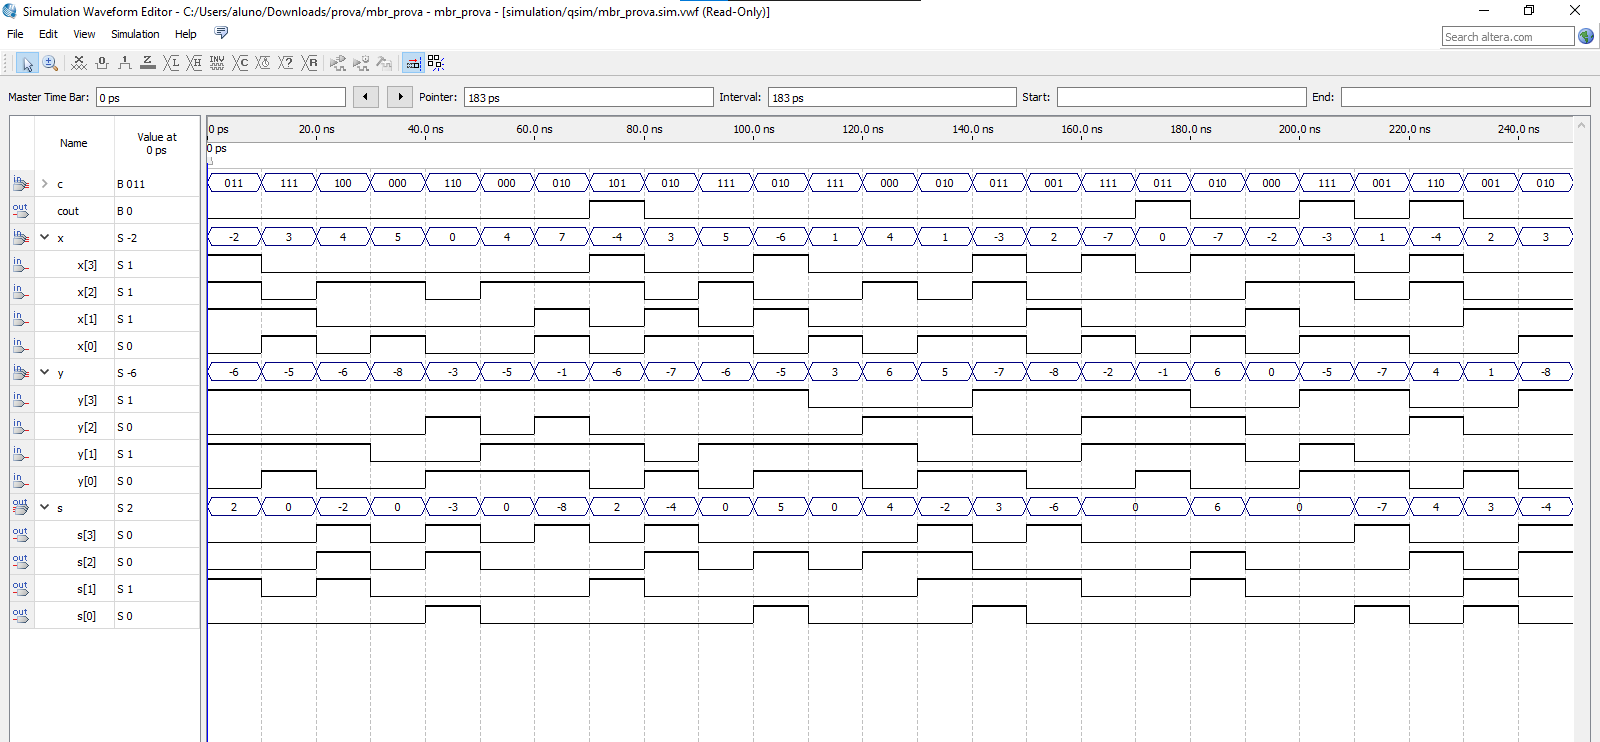 Simulation Waveform Editor - C:/Users/aluno/Downloads/prova/mbr_prova - mbr_prova - [simulation/qsim/mbr_prova.sim.vwf (Read-Only)]
File Edit View Simulation Help
Search altera.com
Master Time Bar: 0 ps Pointer: 183 ps Interval: 183 ps Start: End:
Name Value at 0 ps 0 ps 20.0 ns 40.0 ns 60.0 ns 80.0 ns 100.0 ns 120.0 ns 140.0 ns 160.0 ns 180.0 ns 200.0 ns 220.0 ns 240.0 ns
0 ps
in c B 011 011 111 100 000 110 000 010 101 010 111 010 111 000 010 011 001 111 011 010 000 111 001 110 001 010
out cout B 0
in x S -2 -2 3 4 5 0 4 7 -4 3 5 -6 1 4 1 -3 2 -7 0 -7 -2 -3 1 -4 2 3
in x[3] S 1
in x[2] S 1
in x[1] S 1
in x[0] S 0
in y S -6 -6 -5 -6 -8 -3 -5 -1 -6 -7 -6 -5 3 6 5 -7 -8 -2 -1 6 0 -5 -7 4 1 -8
in y[3] S 1
in y[2] S 0
in y[1] S 1
in y[0] S 0
out s S 2 2 0 -2 0 -3 0 -8 2 -4 0 5 0 4 -2 3 -6 0 6 0 -7 4 3 -4
out s[3] S 0
out s[2] S 0
out s[1] S 1
out s[0] S 0